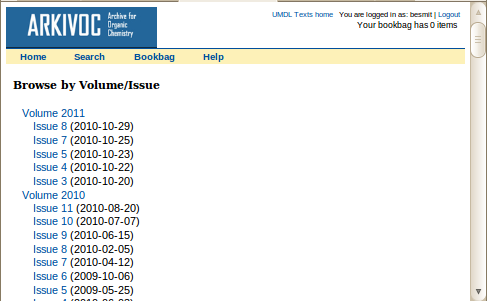 ARKIVOC Archive for
Organic
Chemistry
UMDL Texts home You are logged in as: besmit | Logout
Your bookbag has 0 items
Home Search Bookbag Help
Browse by Volume/Issue
Volume 2011
Issue 8 (2010-10-29)
Issue 7 (2010-10-25)
Issue 5 (2010-10-23)
Issue 4 (2010-10-22)
Issue 3 (2010-10-20)
Volume 2010
Issue 11 (2010-08-20)
Issue 10 (2010-07-07)
Issue 9 (2010-06-15)
Issue 8 (2010-02-05)
Issue 7 (2010-04-12)
Issue 6 (2009-10-06)
Issue 5 (2009-05-25)